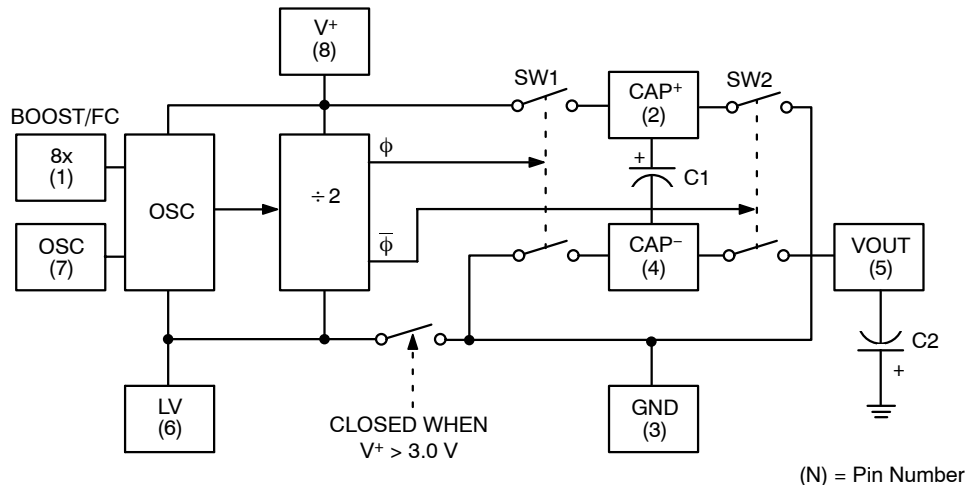 V+
(8)
SW1
CAP+
(2)
SW2
BOOST/FC
8x
(1)
OSC
÷ 2
ϕ
+
C1
OSC
(7)
ϕ̅
CAP−
(4)
VOUT
(5)
C2
+
LV
(6)
CLOSED WHEN
V+ > 3.0 V
GND
(3)
(N) = Pin Number